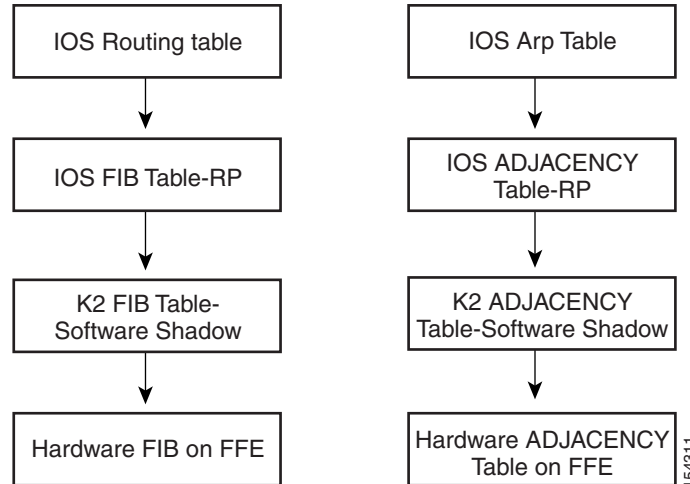 IOS Routing table
IOS FIB Table-RP
K2 FIB Table-
Software Shadow
Hardware FIB on FFE
IOS Arp Table
IOS ADJACENCY
Table-RP
K2 ADJACENCY
Table-Software Shadow
Hardware ADJACENCY
Table on FFE